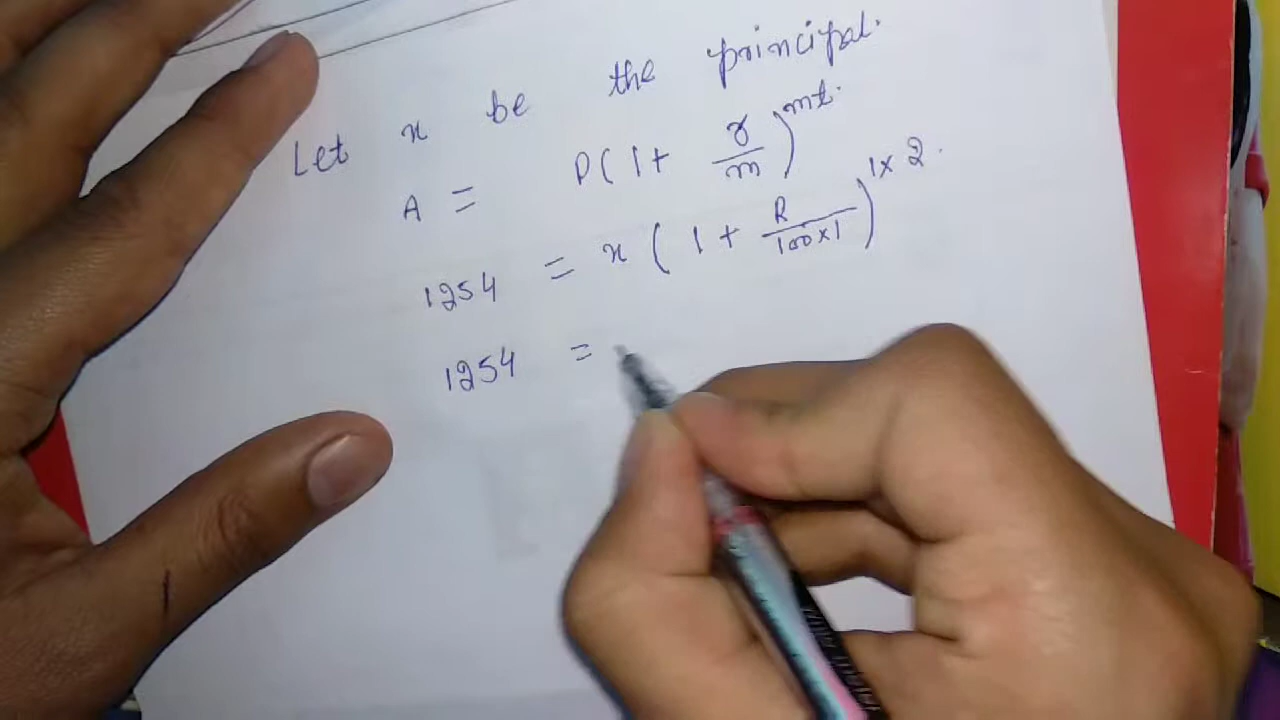 Let x be the principal.
A = P(1+ r/m)^mt.
1254 = x(1+ R/100×1)^1×2.
1254 =